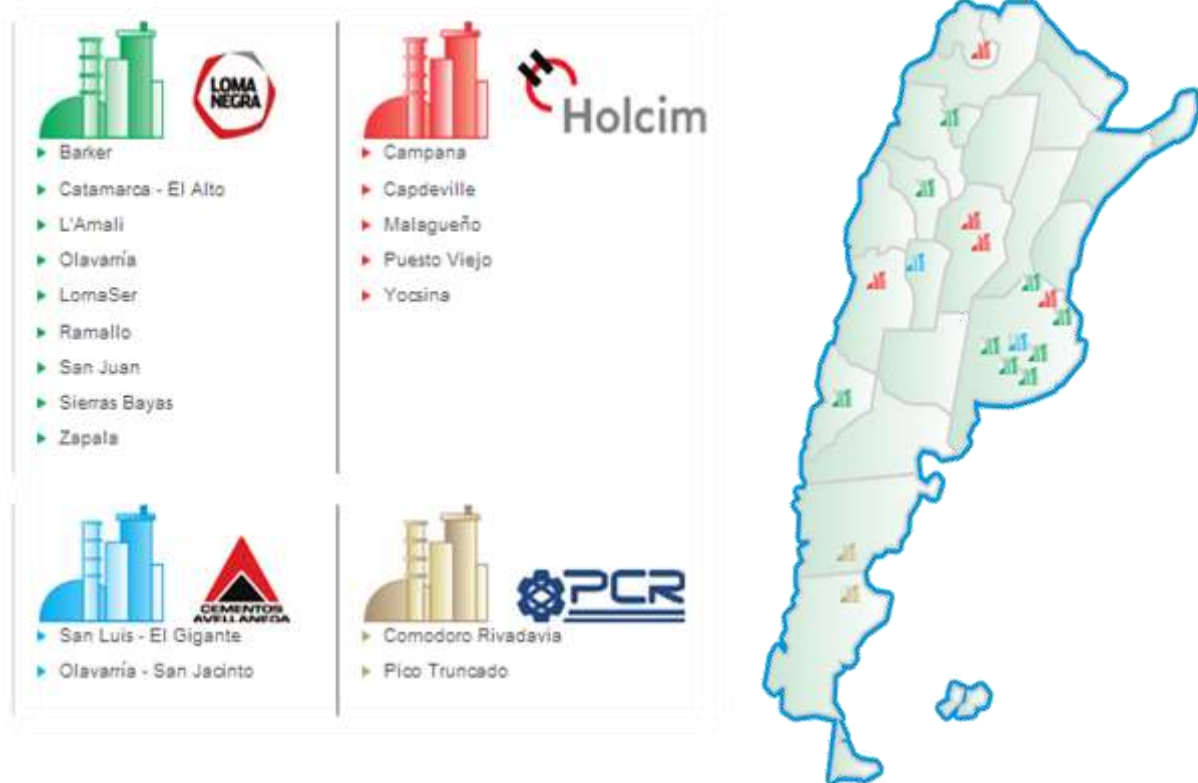 LOMA
NEGRA
Barker
Catamarca - El Alto
L'Amali
Olavarría
LomaSer
Ramallo
San Juan
Sierras Bayas
Zapala
Holcim
Campana
Capdeville
Malagueño
Puesto Viejo
Yocsina
CEMENTOS
AVELLANEDA
San Luis - El Gigante
Olavarría - San Jacinto
PCR
Comodoro Rivadavia
Pico Truncado